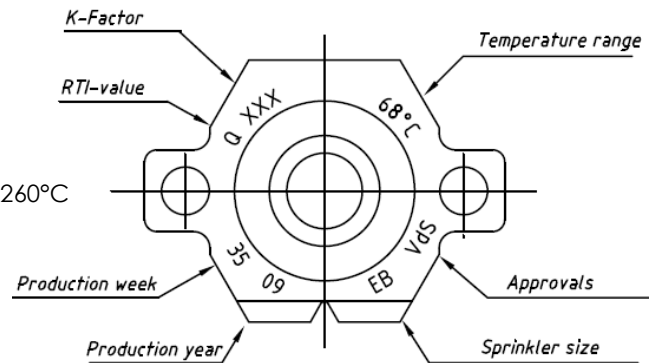 K-Factor
Temperature range
RTI-value
Q XXX
68°C
260°C
35
09
EB
VdS
Production week
Approvals
Production year
Sprinkler size